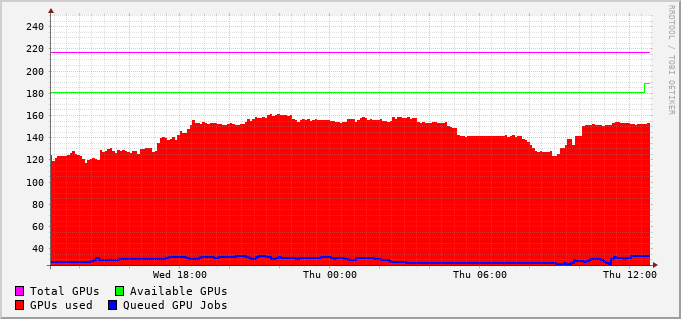 RRDTOOL / TOBI OETIKER
240
220
200
180
160
140
120
100
80
60
40
Wed 18:00 Thu 00:00 Thu 06:00 Thu 12:00
Total GPUs Available GPUs
GPUs used Queued GPU Jobs